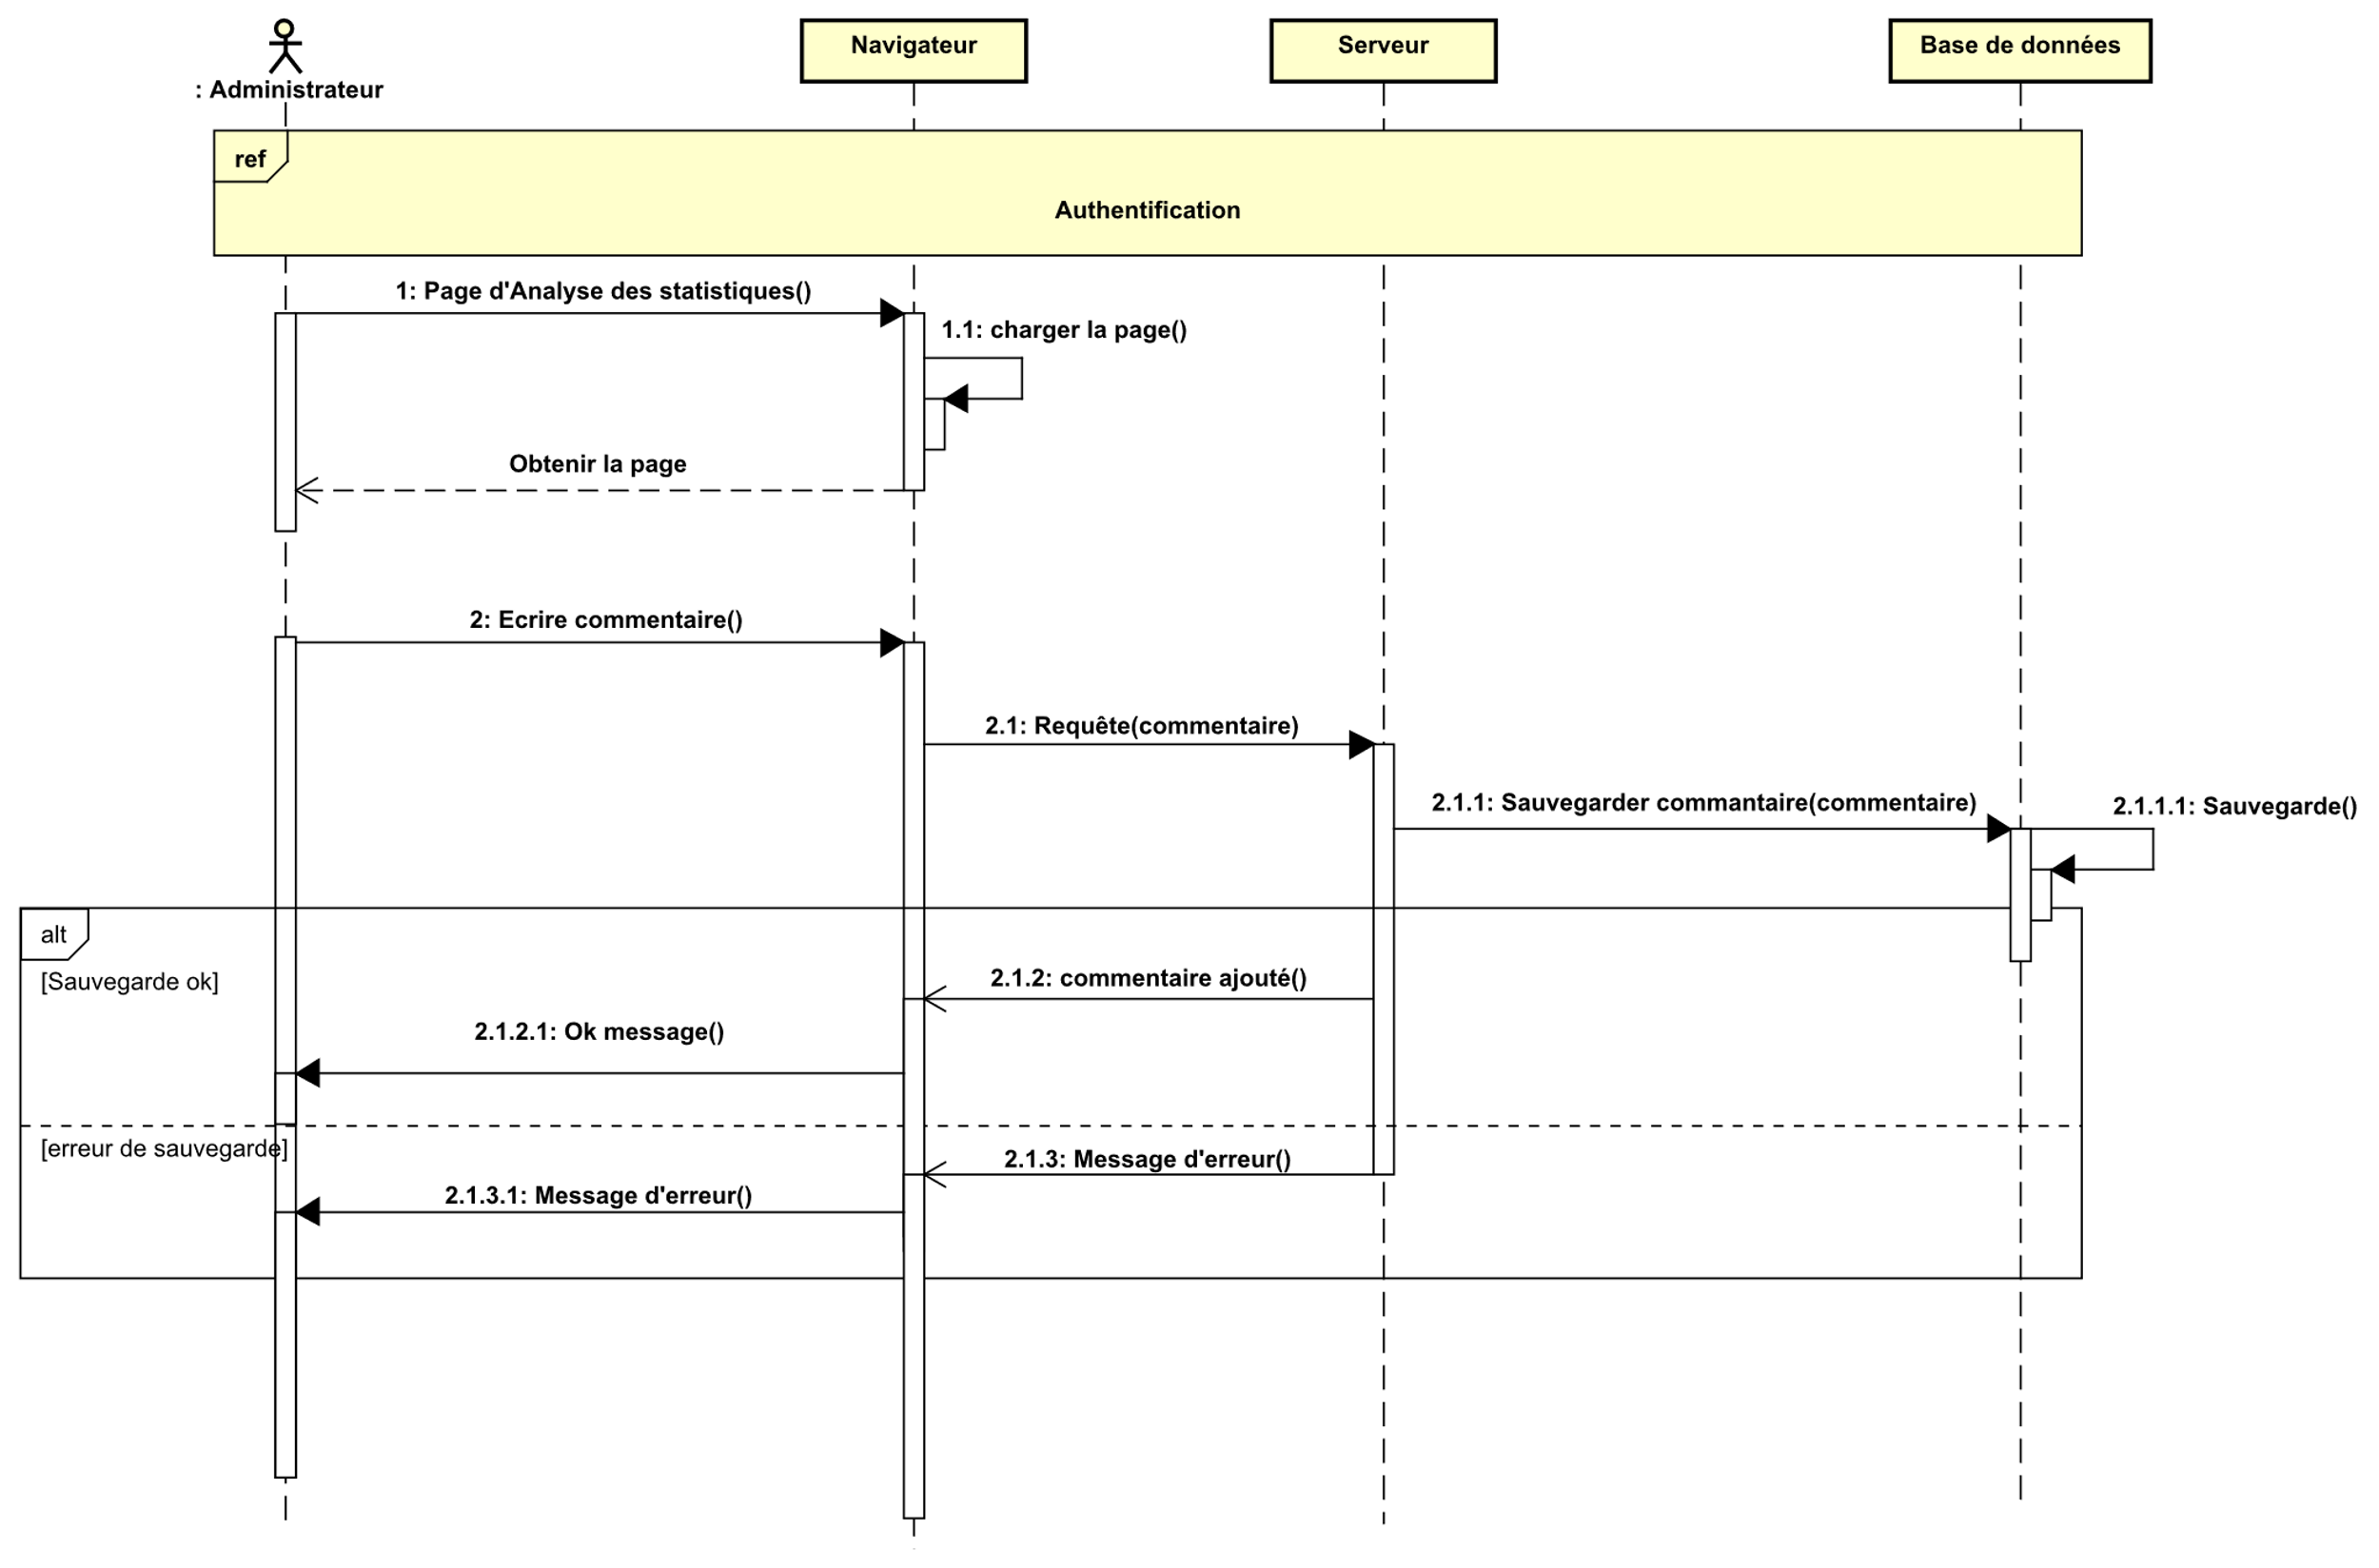 : Administrateur
Navigateur
Serveur
Base de données
ref
Authentification
1: Page d'Analyse des statistiques()
1.1: charger la page()
Obtenir la page
2: Ecrire commentaire()
2.1: Requête(commentaire)
2.1.1: Sauvegarder commantaire(commentaire)
2.1.1.1: Sauvegarde()
alt
[Sauvegarde ok]
2.1.2: commentaire ajouté()
2.1.2.1: Ok message()
[erreur de sauvegarde]
2.1.3: Message d'erreur()
2.1.3.1: Message d'erreur()